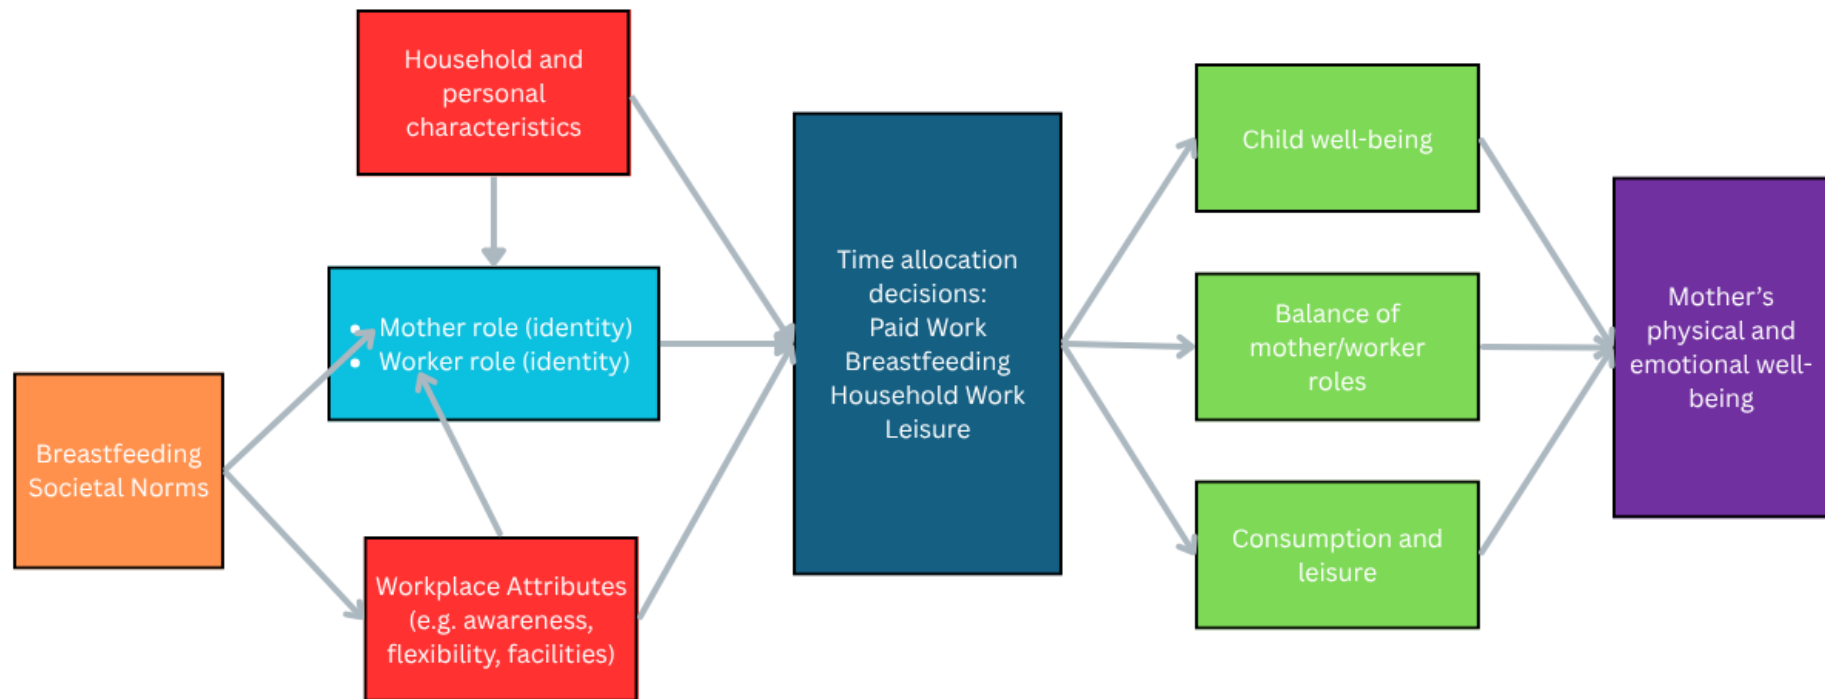 Household and
personal
characteristics
• Mother role (identity)
• Worker role (identity)
Breastfeeding
Societal Norms
Workplace Attributes
(e.g. awareness,
flexibility, facilities)
Time allocation
decisions:
Paid Work
Breastfeeding
Household Work
Leisure
Child well-being
Balance of
mother/worker
roles
Consumption and
leisure
Mother’s
physical and
emotional well-
being